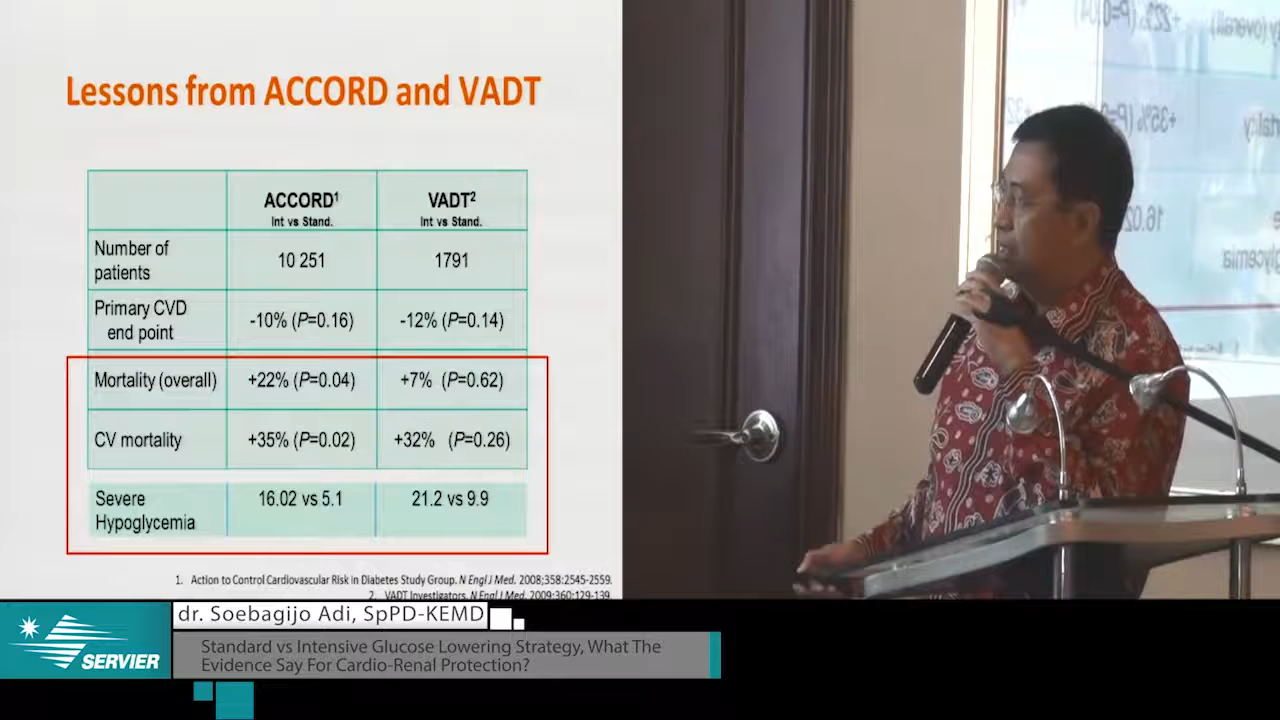 Lessons from ACCORD and VADT
ACCORD¹
Int vs Stand.
VADT²
Int vs Stand.
Number of
patients
10 251
1791
Primary CVD
end point
-10% (P=0.16)
-12% (P=0.14)
Mortality (overall)
+22% (P=0.04)
+7% (P=0.62)
CV mortality
+35% (P=0.02)
+32% (P=0.26)
Severe
Hypoglycemia
16.02 vs 5.1
21.2 vs 9.9
1. Action to Control Cardiovascular Risk in Diabetes Study Group. N Engl J Med. 2008;358:2545-2559.
2. VADT Investigators. N Engl J Med. 2009:360:129-139.
dr. Soebagijo Adi, SpPD-KEMD
SERVIER
Standard vs Intensive Glucose Lowering Strategy, What The
Evidence Say For Cardio-Renal Protection?